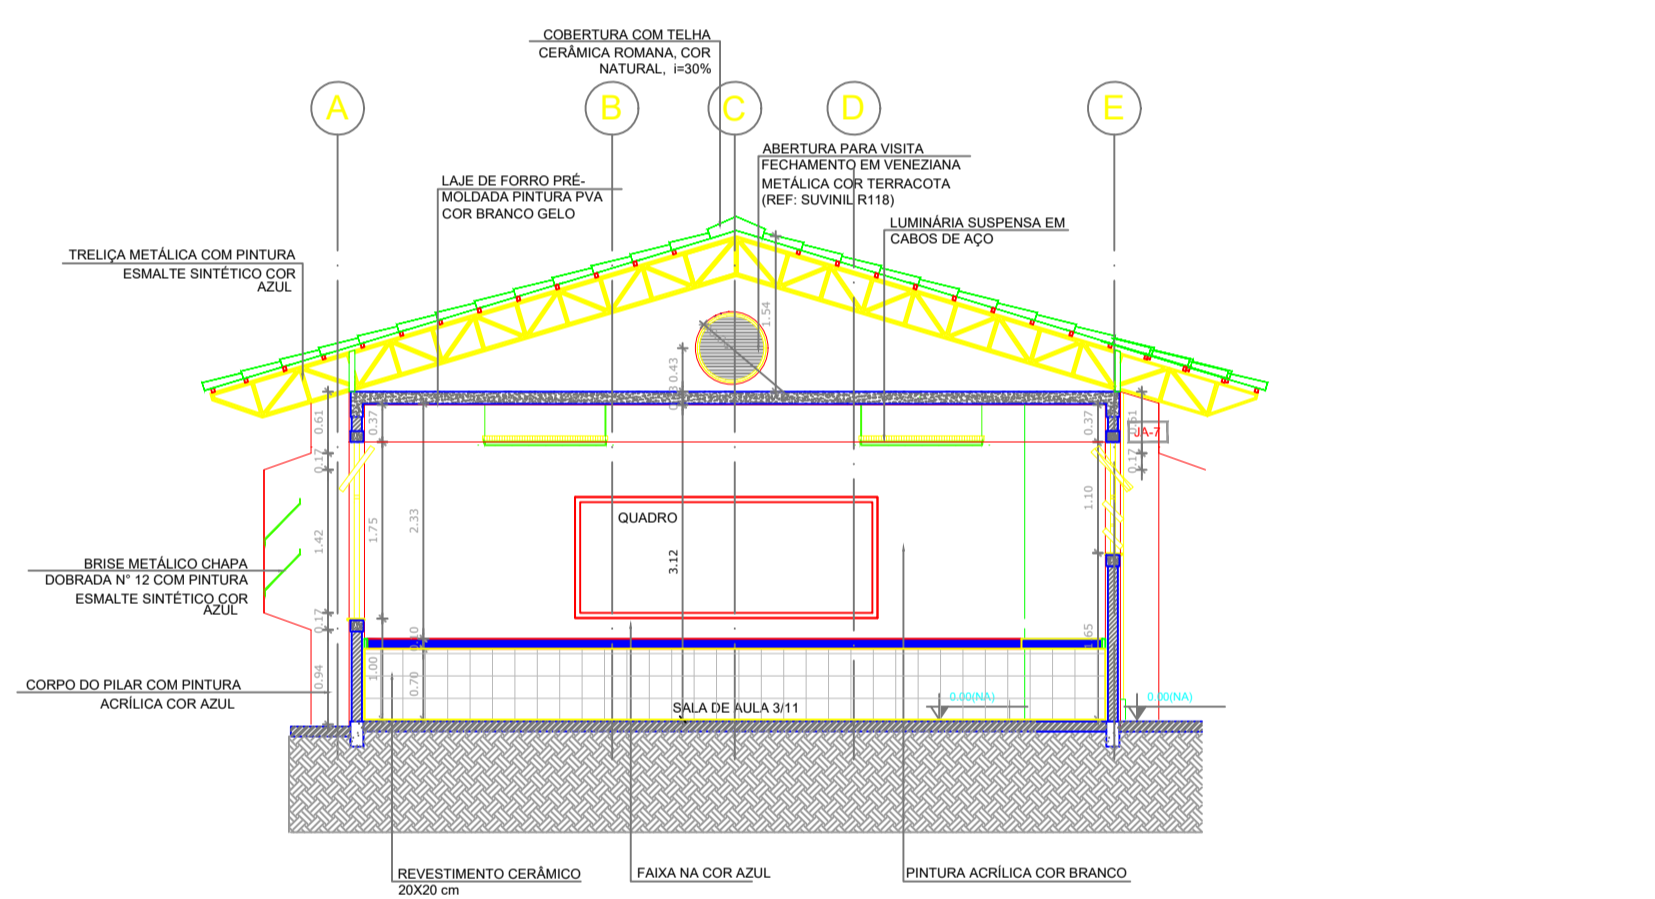 COBERTURA COM TELHA
CERÂMICA ROMANA, COR
NATURAL, i=30%
A
B
C
D
E
ABERTURA PARA VISITA
FECHAMENTO EM VENEZIANA
METÁLICA COR TERRACOTA
(REF: SUVINIL R118)
LAJE DE FORRO PRÉ-
MOLDADA PINTURA PVA
COR BRANCO GELO
LUMINÁRIA SUSPENSA EM
CABOS DE AÇO
TRELIÇA METÁLICA COM PINTURA
ESMALTE SINTÉTICO COR
AZUL
1.54
0.43
0.61
0.37
0.37
JA-7
0.17
0.17
QUADRO
1.10
2.33
1.75
1.42
3.12
BRISE METÁLICO CHAPA
DOBRADA N° 12 COM PINTURA
ESMALTE SINTÉTICO COR
AZUL
0.17
0.10
1.00
0.70
0.94
CORPO DO PILAR COM PINTURA
ACRÍLICA COR AZUL
0.00(NA)
0.00(NA)
SALA DE AULA 3/11
REVESTIMENTO CERÂMICO
20X20 cm
FAIXA NA COR AZUL
PINTURA ACRÍLICA COR BRANCO